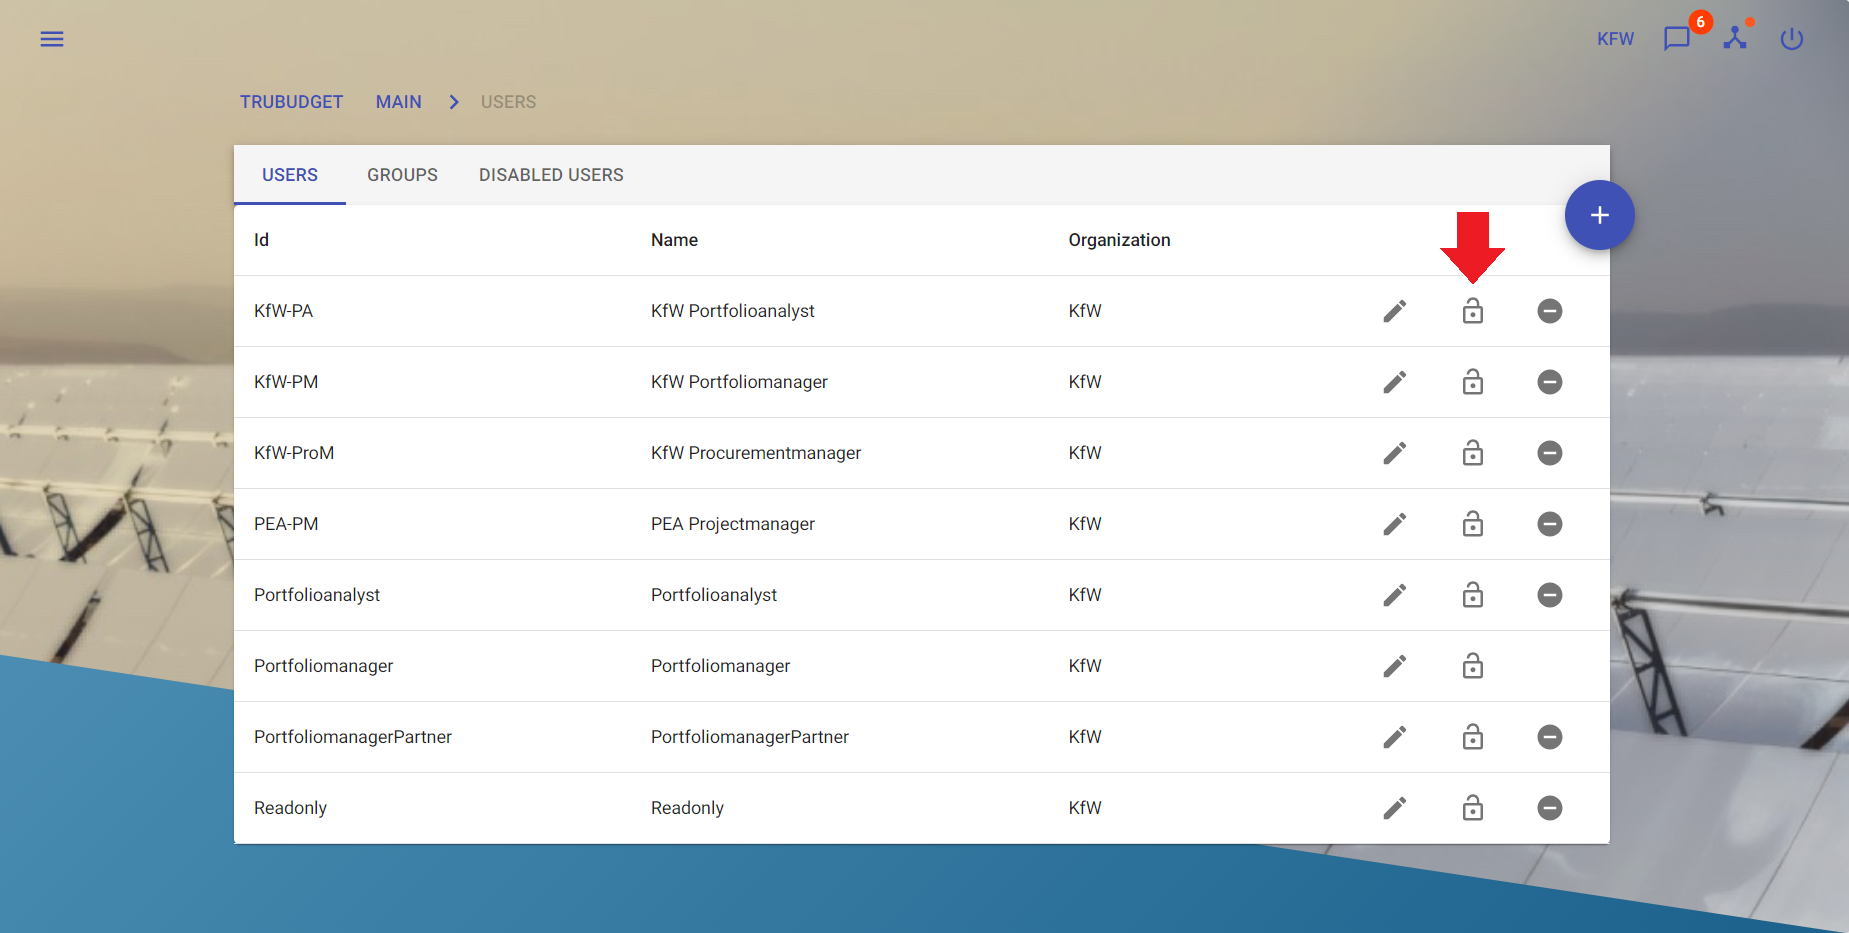 KFW 6
TRUBUDGET MAIN USERS
USERS GROUPS DISABLED USERS
Id Name Organization
KfW-PA KfW Portfolioanalyst KfW
KfW-PM KfW Portfoliomanager KfW
KfW-ProM KfW Procurementmanager KfW
PEA-PM PEA Projectmanager KfW
Portfolioanalyst Portfolioanalyst KfW
Portfoliomanager Portfoliomanager KfW
PortfoliomanagerPartner PortfoliomanagerPartner KfW
Readonly Readonly KfW